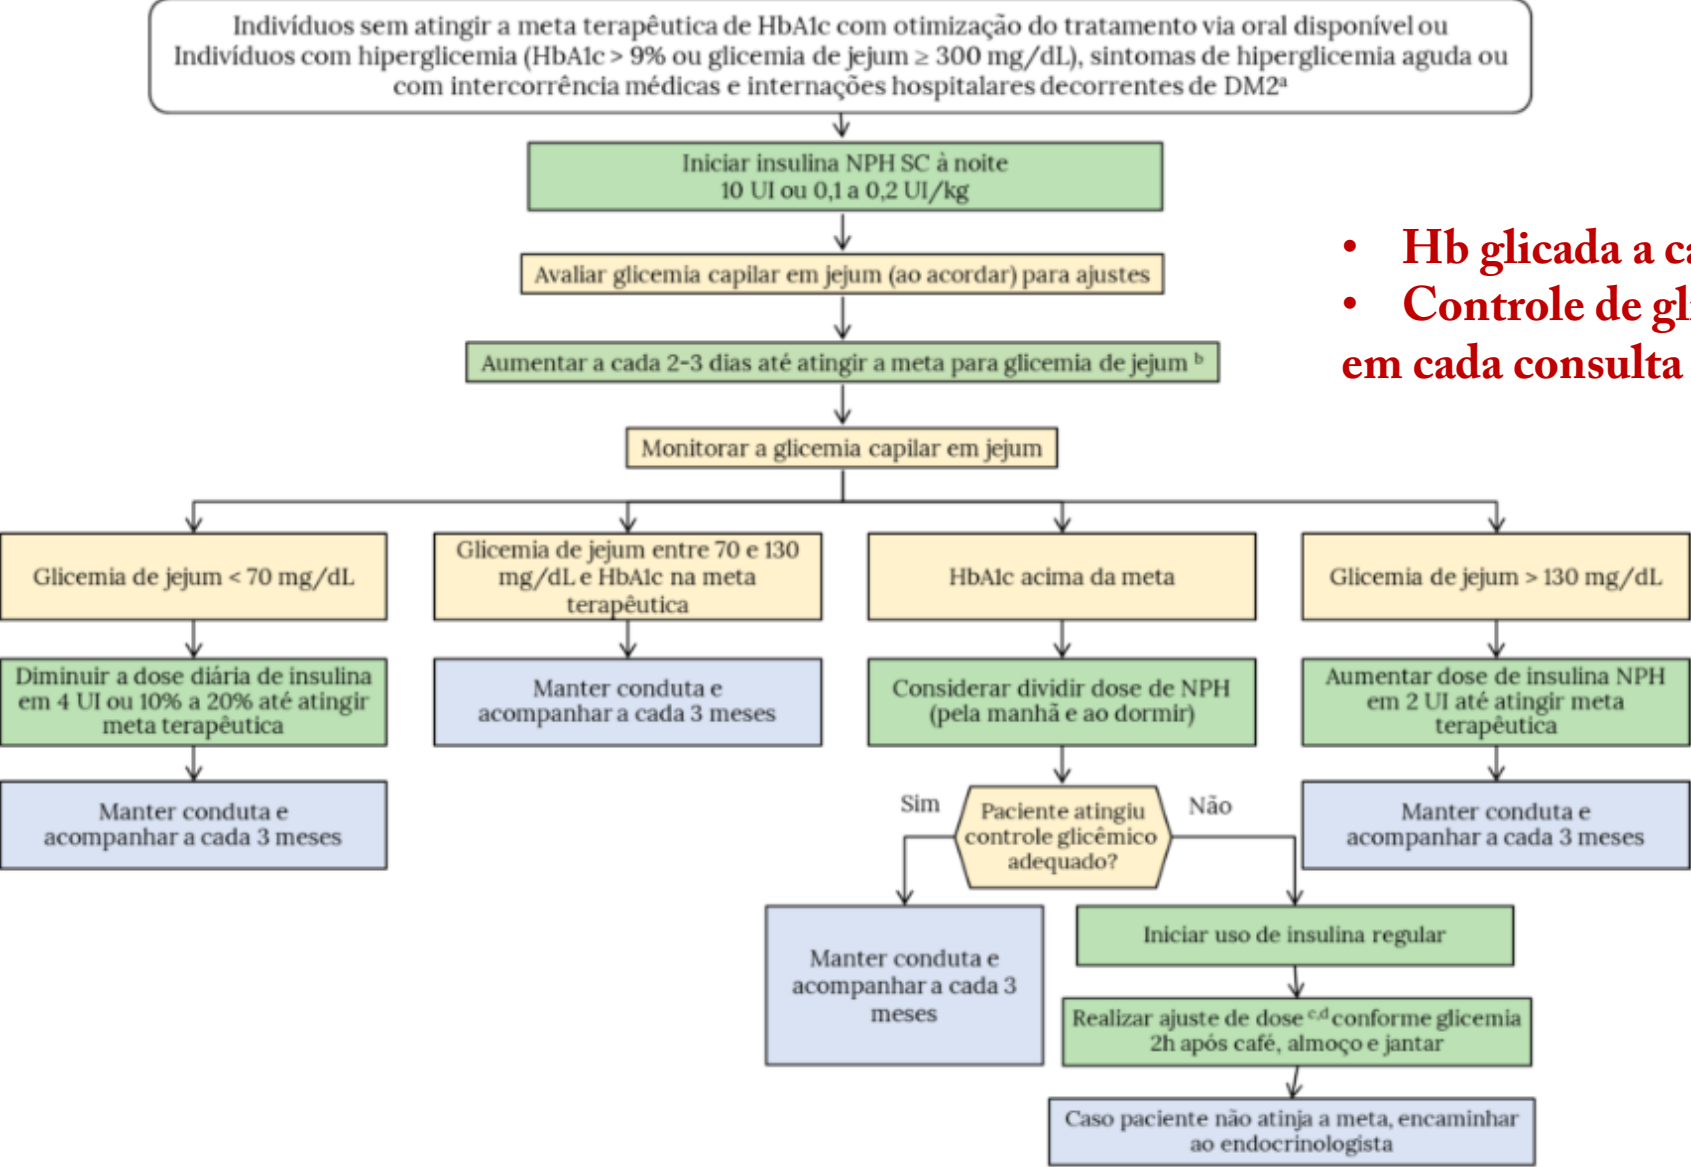 Indivíduos sem atingir a meta terapêutica de HbA1c com otimização do tratamento via oral disponível ou
Indivíduos com hiperglicemia (HbA1c > 9% ou glicemia de jejum ≥ 300 mg/dL), sintomas de hiperglicemia aguda ou
com intercorrência médicas e internações hospitalares decorrentes de DM2ª
Iniciar insulina NPH SC à noite
10 UI ou 0,1 a 0,2 UI/kg
Avaliar glicemia capilar em jejum (ao acordar) para ajustes
• Hb glicada a
• Controle de
em cada consulta
Aumentar a cada 2-3 dias até atingir a meta para glicemia de jejum ᵇ
Monitorar a glicemia capilar em jejum
Glicemia de jejum < 70 mg/dL
Glicemia de jejum entre 70 e 130
mg/dL e HbA1c na meta
terapêutica
HbA1c acima da meta
Glicemia de jejum > 130 mg/dL
Diminuir a dose diária de insulina
em 4 UI ou 10% a 20% até atingir
meta terapêutica
Manter conduta e
acompanhar a cada 3 meses
Considerar dividir dose de NPH
(pela manhã e ao dormir)
Aumentar dose de insulina NPH
em 2 UI até atingir meta
terapêutica
Manter conduta e
acompanhar a cada 3 meses
Sim
Paciente atingiu
controle glicêmico
adequado?
Não
Manter conduta e
acompanhar a cada 3 meses
Manter conduta e
acompanhar a cada 3
meses
Iniciar uso de insulina regular
Realizar ajuste de dose ᶜ,ᵈ conforme glicemia
2h após café, almoço e jantar
Caso paciente não atinja a meta, encaminhar
ao endocrinologista